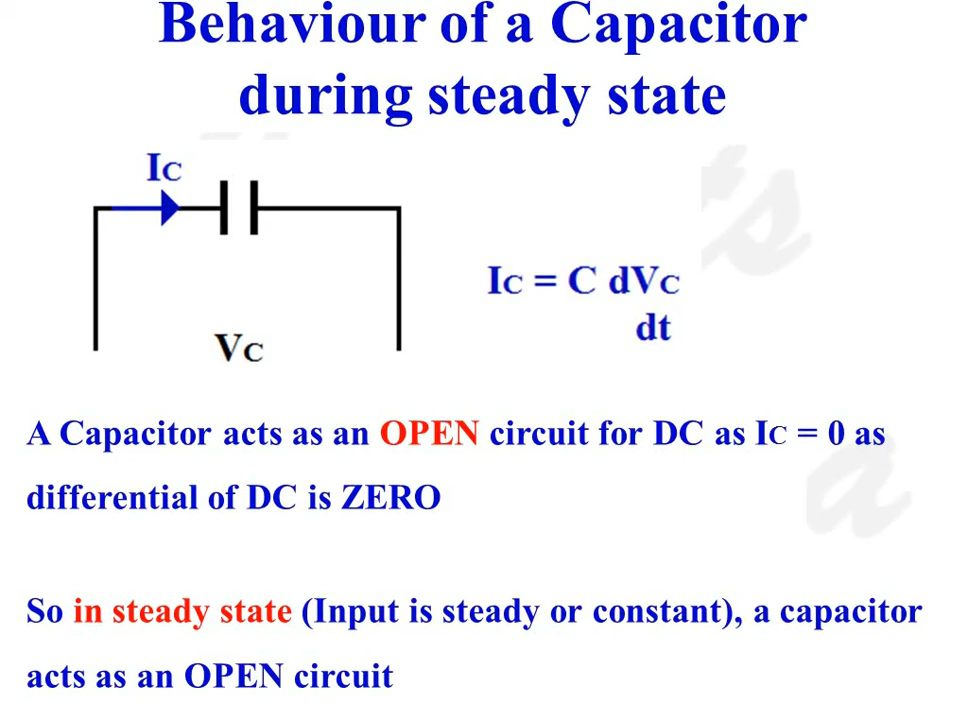 Behaviour of a Capacitor
during steady state
IC
IC = C dVC
dt
VC
A Capacitor acts as an OPEN circuit for DC as IC = 0 as
differential of DC is ZERO
So in steady state (Input is steady or constant), a capacitor
acts as an OPEN circuit